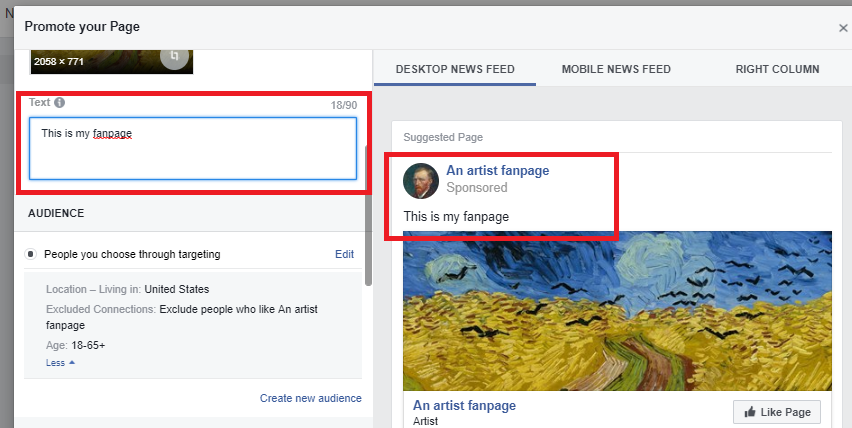 N
Promote your Page
2058 × 771
Text
18/90
This is my fanpage
AUDIENCE
People you choose through targeting
Edit
Location – Living in: United States
Excluded Connections: Exclude people who like An artist
fanpage
Age: 18-65+
Less
Create new audience
DESKTOP NEWS FEED
MOBILE NEWS FEED
RIGHT COLUMN
Suggested Page
An artist fanpage
Sponsored
This is my fanpage
An artist fanpage
Artist
Like Page